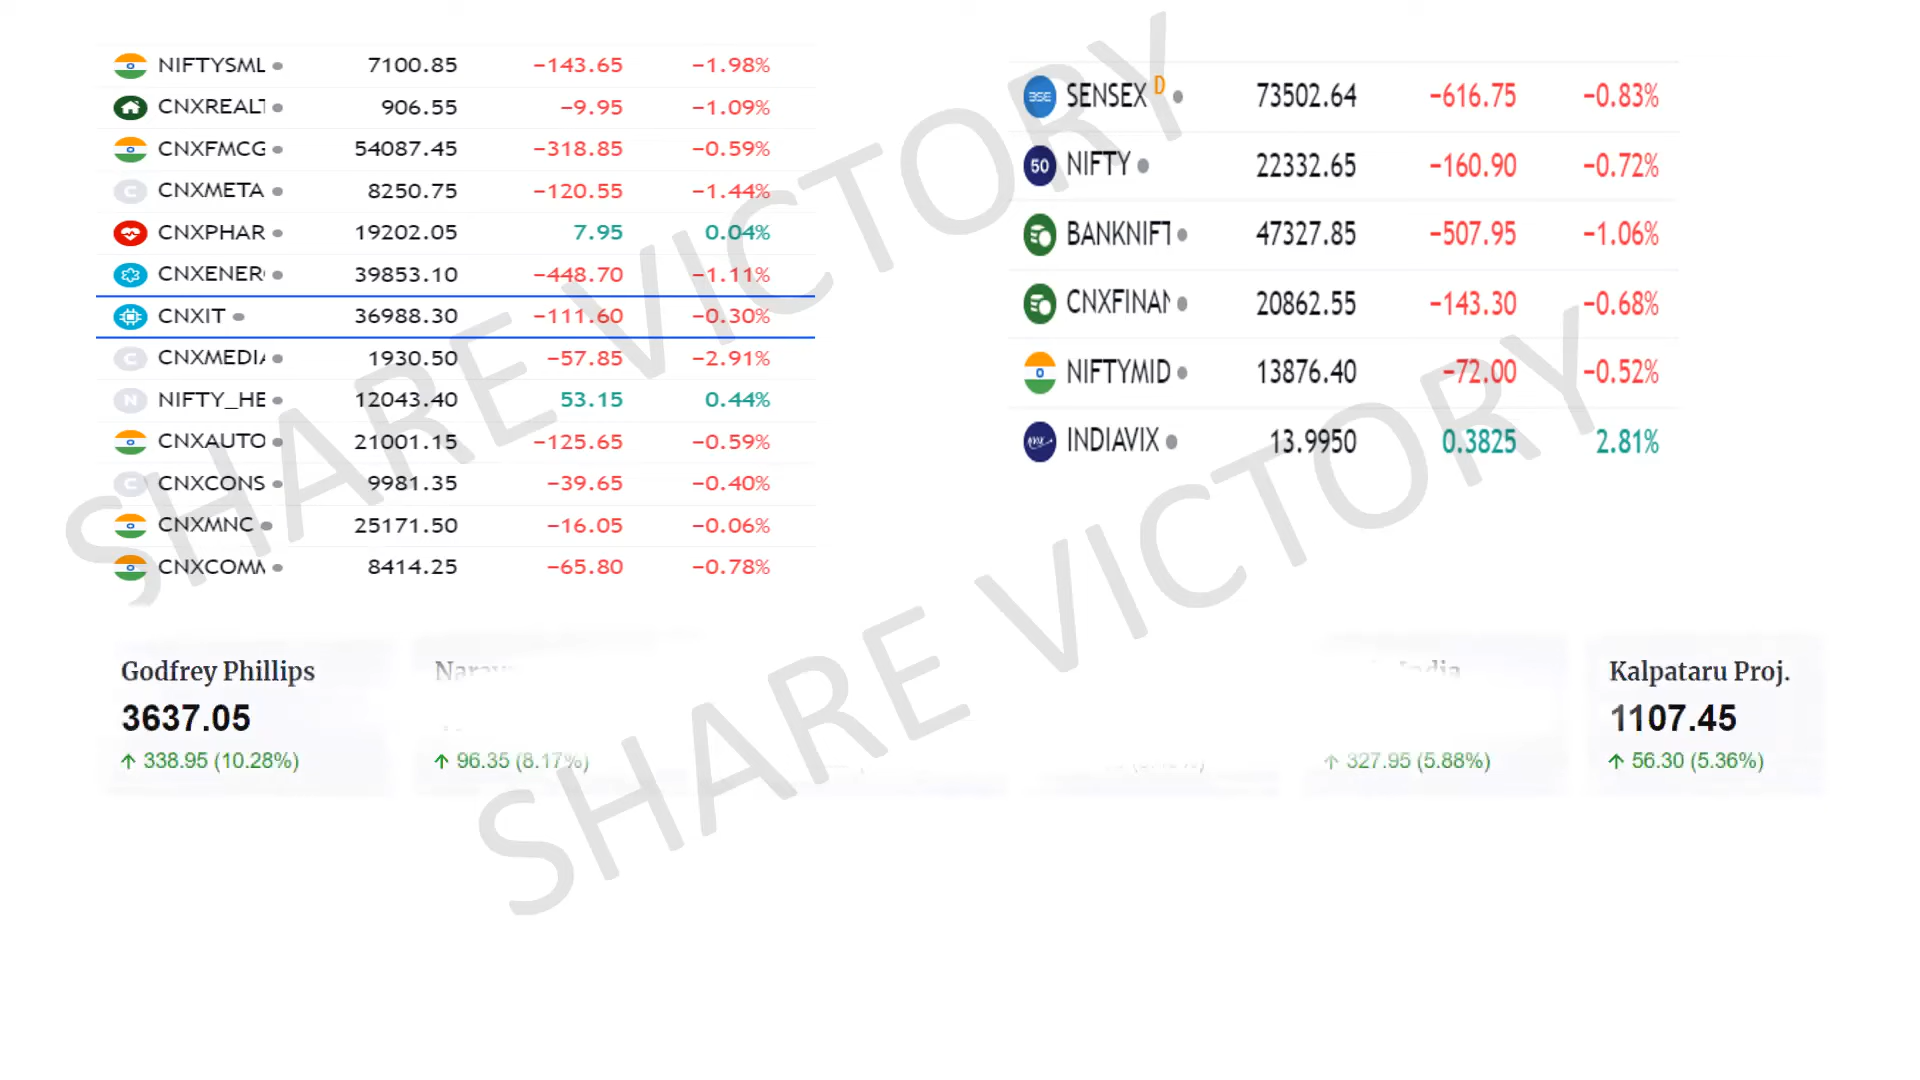 NIFTYSML 7100.85 −143.65 −1.98%
CNXREALT 906.55 −9.95 −1.09%
CNXFMCG 54087.45 −318.85 −0.59%
C CNXMETA 8250.75 −120.55 −1.44%
CNXPHAR 19202.05 7.95 0.04%
CNXENER 39853.10 −448.70 −1.11%
CNXIT 36988.30 −111.60 −0.30%
C CNXMEDIA 1930.50 −57.85 −2.91%
N NIFTY_HE 12043.40 53.15 0.44%
CNXAUTO 21001.15 −125.65 −0.59%
C CNXCONS 9981.35 −39.65 −0.40%
CNXMNC 25171.50 −16.05 −0.06%
CNXCOMM 8414.25 −65.80 −0.78%
BSE SENSEX D 73502.64 −616.75 −0.83%
50 NIFTY 22332.65 −160.90 −0.72%
BANKNIFT 47327.85 −507.95 −1.06%
CNXFINAN 20862.55 −143.30 −0.68%
NIFTYMID 13876.40 −72.00 −0.52%
INDIAVIX 13.9950 0.3825 2.81%
SHARE VICTORY
SHARE VICTORY
Godfrey Phillips
3637.05
↑ 338.95 (10.28%)
↑ 96.35 (8.17%)
India
↑ 327.95 (5.88%)
Kalpataru Proj.
1107.45
↑ 56.30 (5.36%)